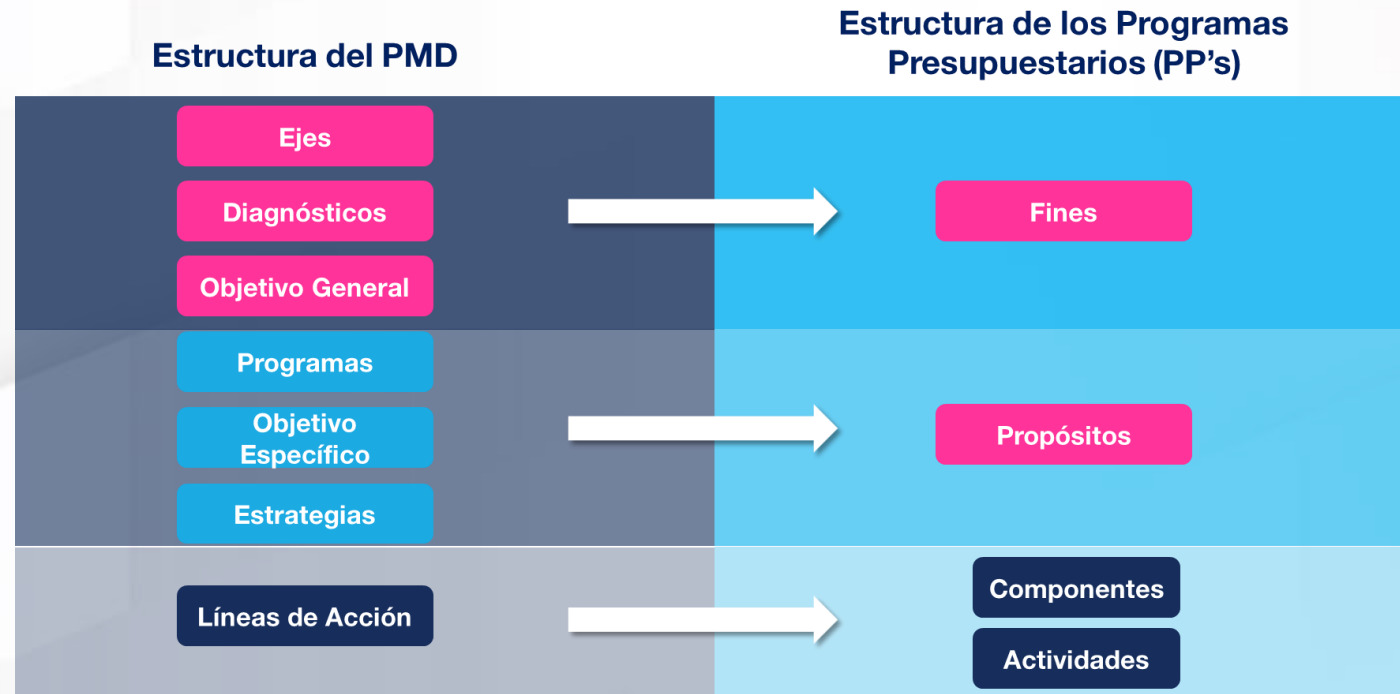 Estructura del PMD
Estructura de los Programas
Presupuestarios (PP’s)
Ejes
Diagnósticos
Objetivo General
Fines
Programas
Objetivo
Específico
Estrategias
Propósitos
Líneas de Acción
Componentes
Actividades